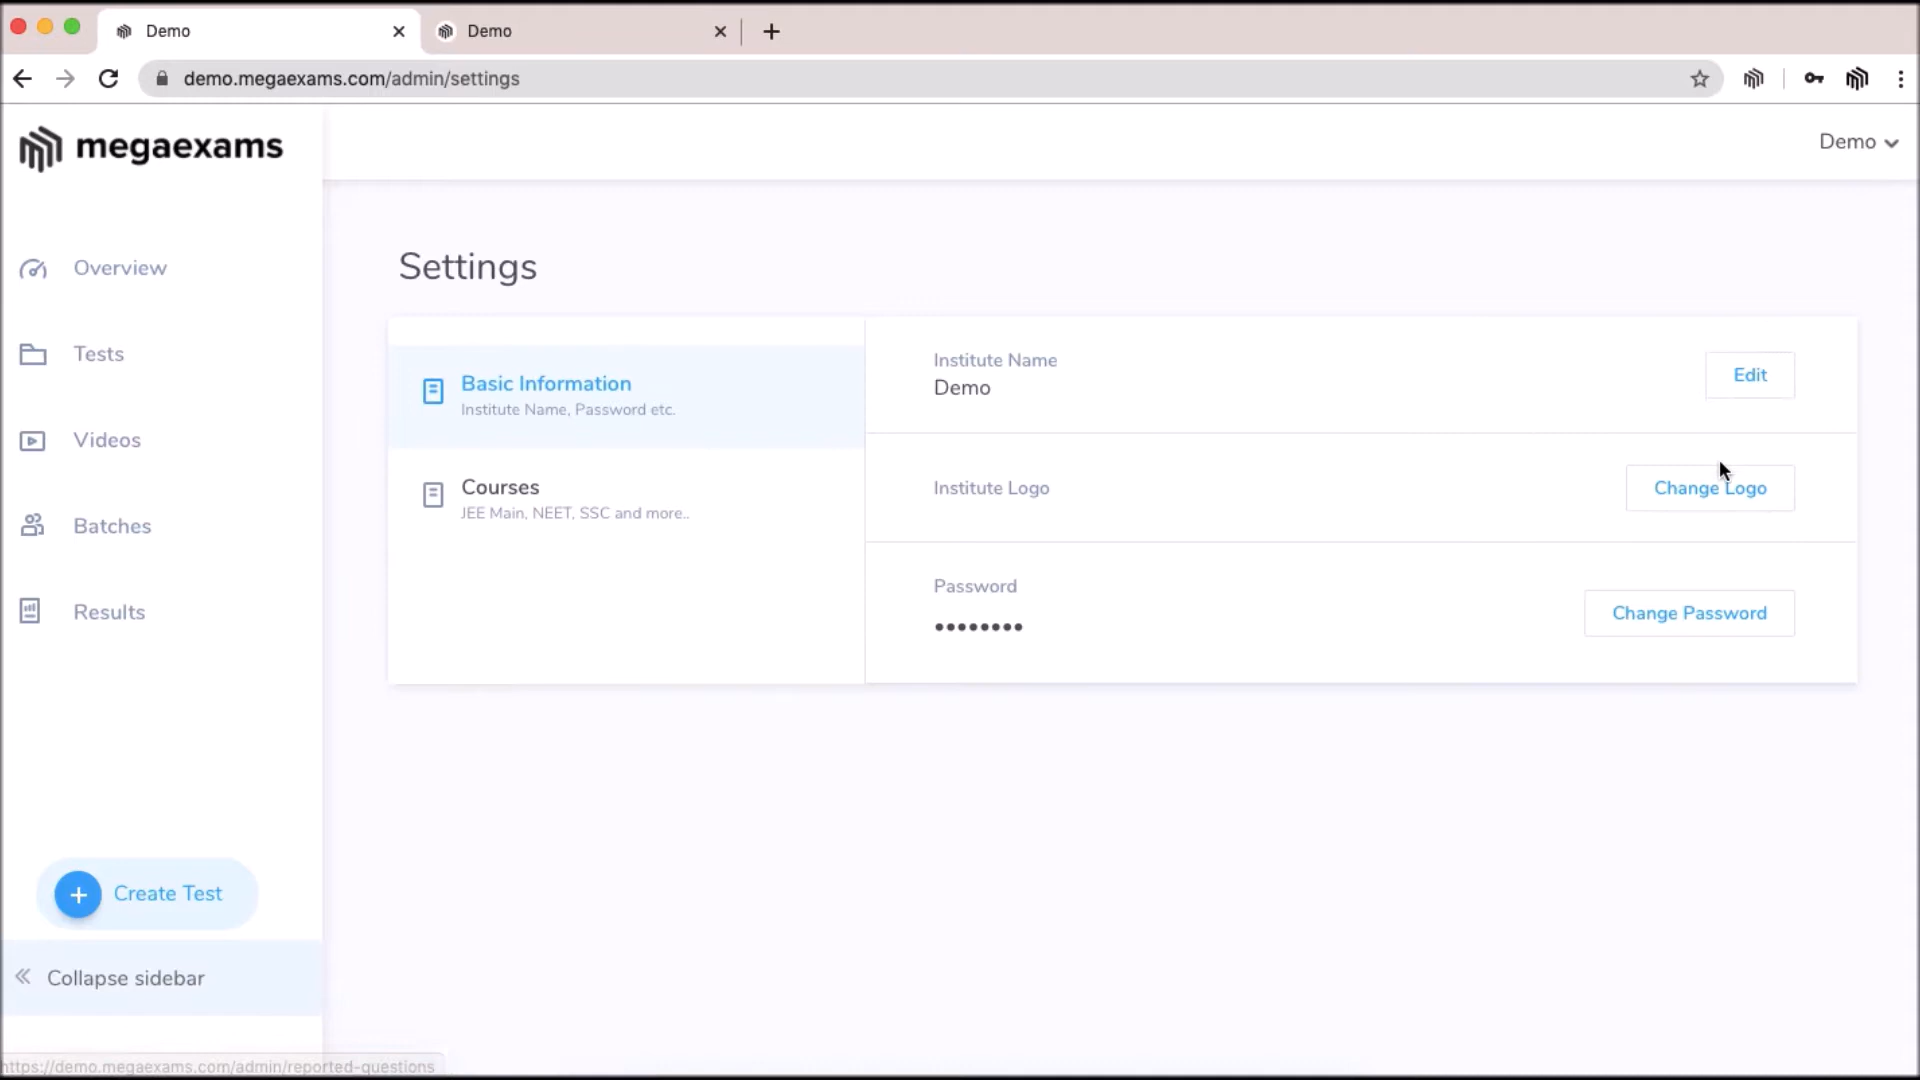 Demo
Demo
demo.megaexams.com/admin/settings
megaexams
Demo
Overview
Tests
Videos
Batches
Results
Create Test
Collapse sidebar
Settings
Basic Information
Institute Name, Password etc.
Courses
JEE Main, NEET, SSC and more..
Institute Name
Demo
Edit
Institute Logo
Change Logo
Password
••••••••
Change Password
https://demo.megaexams.com/admin/reported-questions